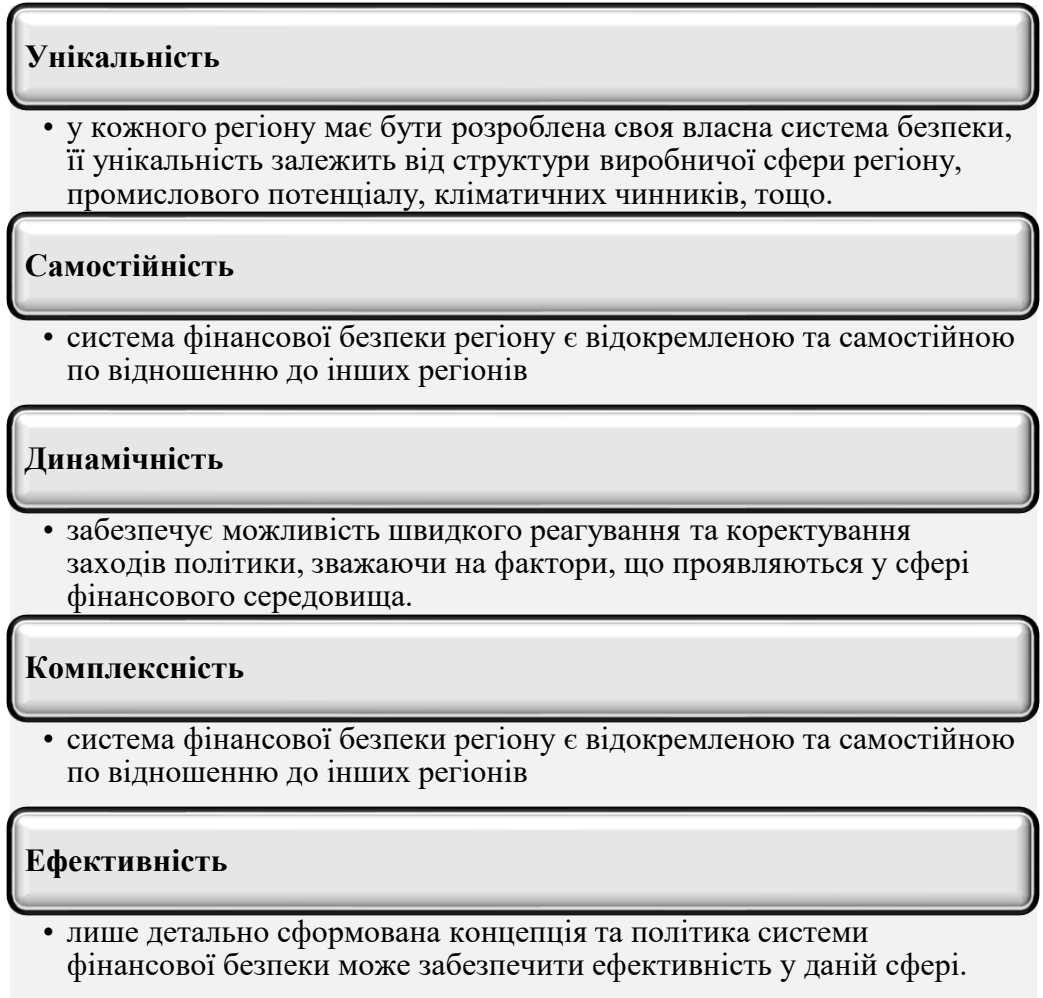 Унікальність
• у кожного регіону має бути розроблена своя власна система безпеки,
її унікальність залежить від структури виробничої сфери регіону,
промислового потенціалу, кліматичних чинників, тощо.
Самостійність
• система фінансової безпеки регіону є відокремленою та самостійною
по відношенню до інших регіонів
Динамічність
• забезпечує можливість швидкого реагування та коректування
заходів політики, зважаючи на фактори, що проявляються у сфері
фінансового середовища.
Комплексність
• система фінансової безпеки регіону є відокремленою та самостійною
по відношенню до інших регіонів
Ефективність
• лише детально сформована концепція та політика системи
фінансової безпеки може забезпечити ефективність у даній сфері.